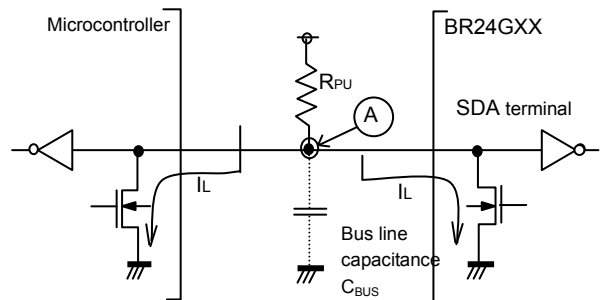 Microcontroller
BR24GXX
RPU
A
SDA terminal
IL
IL
Bus line
capacitance
CBUS